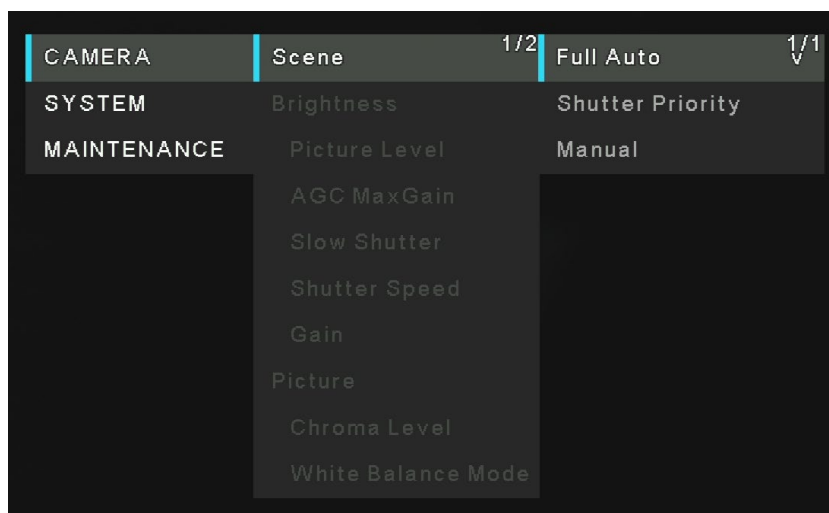 CAMERA
SYSTEM
MAINTENANCE
Scene 1/2
Brightness
Picture Level
AGC MaxGain
Slow Shutter
Shutter Speed
Gain
Picture
Chroma Level
White Balance Mode
Full Auto 1/1
V
Shutter Priority
Manual